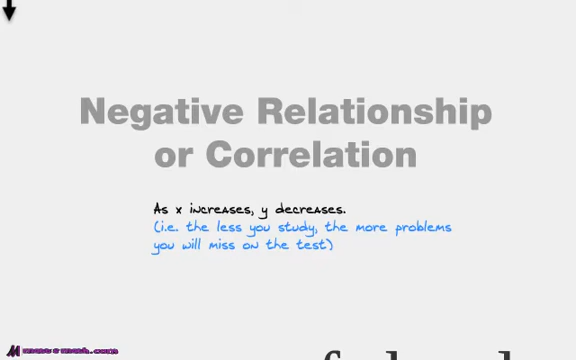 Negative Relationship
or Correlation
As x increases, y decreases.
(i.e. the less you study, the more problems
you will miss on the test)